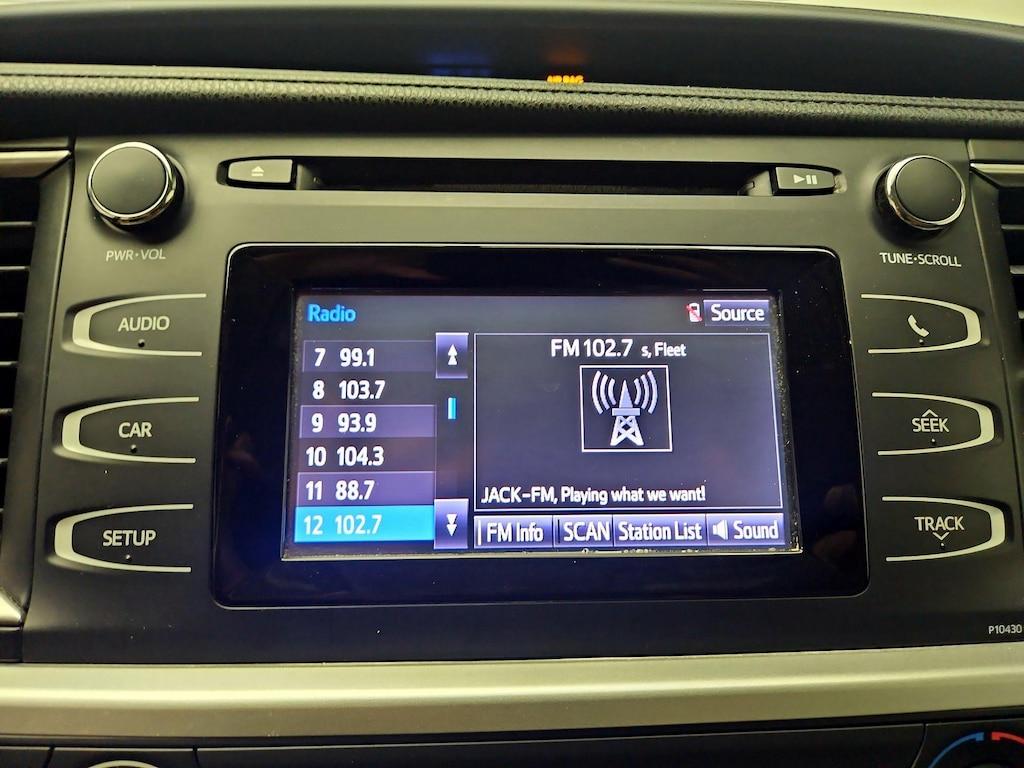 AIRBAG
PWR•VOL
TUNE•SCROLL
AUDIO
CAR
SETUP
Radio
Source
7 99.1
8 103.7
9 93.9
10 104.3
11 88.7
12 102.7
FM 102.7 s, Fleet
JACK-FM, Playing what we want!
FM Info
SCAN
Station List
Sound
SEEK
TRACK
P10430